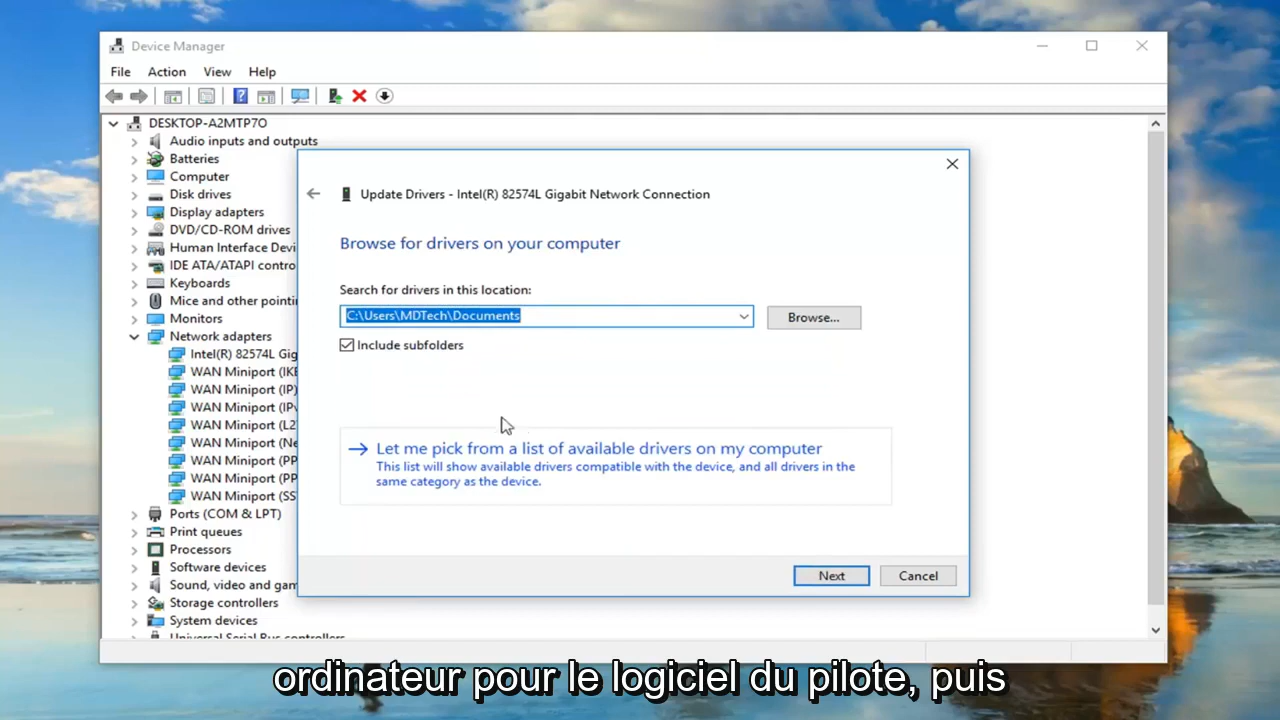 Device Manager
File Action View Help
DESKTOP-A2MTP7O
Audio inputs and outputs
Batteries
Computer
Disk drives
Display adapters
DVD/CD-ROM drives
Human Interface Devi
IDE ATA/ATAPI contro
Keyboards
Mice and other pointi
Monitors
Network adapters
Intel(R) 82574L Gig
WAN Miniport (IKE
WAN Miniport (IP)
WAN Miniport (IPv
WAN Miniport (L2
WAN Miniport (Ne
WAN Miniport (PP
WAN Miniport (PP
WAN Miniport (SS
Ports (COM & LPT)
Print queues
Processors
Software devices
Sound, video and gam
Storage controllers
System devices
Universal Serial Bus controllers
Update Drivers - Intel(R) 82574L Gigabit Network Connection
Browse for drivers on your computer
Search for drivers in this location:
C:\Users\MDTech\Documents
Browse...
Include subfolders
Let me pick from a list of available drivers on my computer
This list will show available drivers compatible with the device, and all drivers in the
same category as the device.
Next Cancel
ordinateur pour le logiciel du pilote, puis